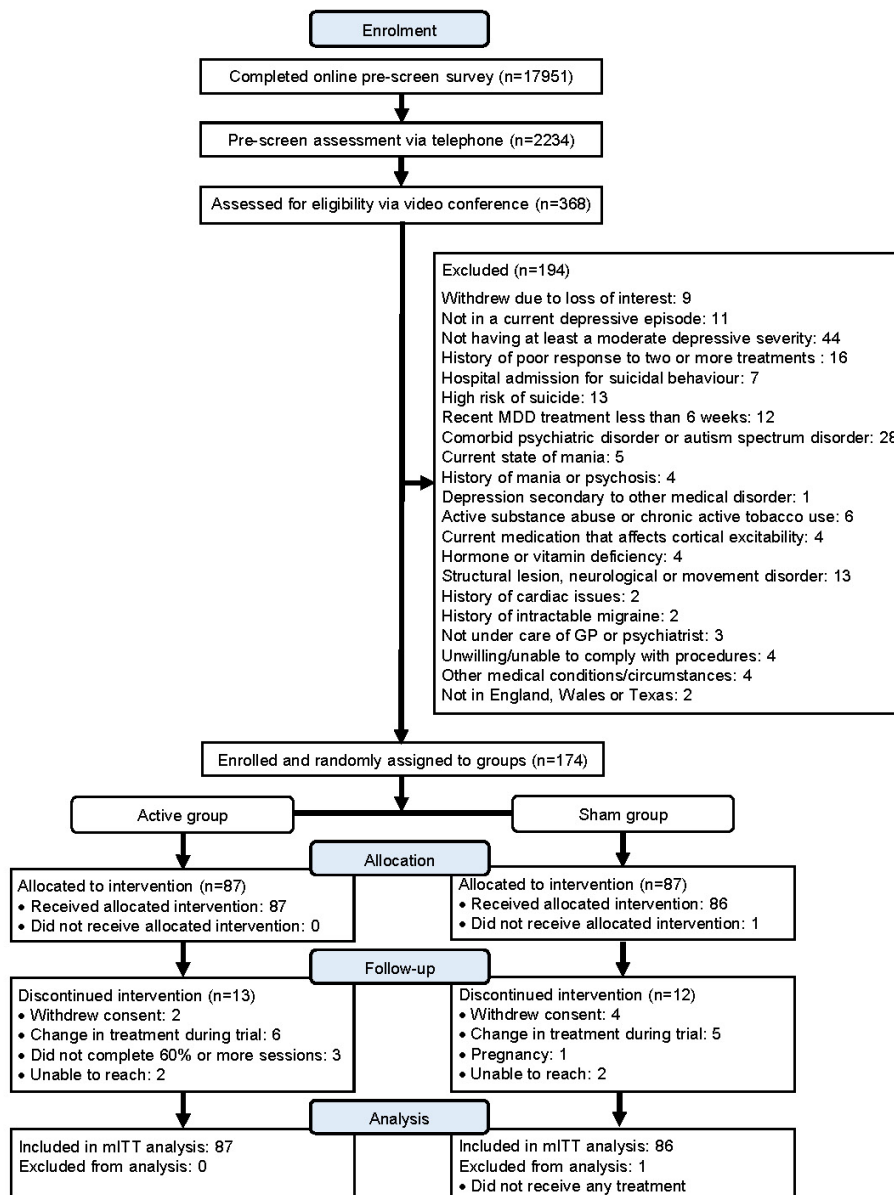 Enrolment
Completed online pre-screen survey (n=17951)
Pre-screen assessment via telephone (n=2234)
Assessed for eligibility via video conference (n=368)
Excluded (n=194)
Withdrew due to loss of interest: 9
Not in a current depressive episode: 11
Not having at least a moderate depressive severity: 44
History of poor response to two or more treatments : 16
Hospital admission for suicidal behaviour: 7
High risk of suicide: 13
Recent MDD treatment less than 6 weeks: 12
Comorbid psychiatric disorder or autism spectrum disorder: 28
Current state of mania: 5
History of mania or psychosis: 4
Depression secondary to other medical disorder: 1
Active substance abuse or chronic active tobacco use: 6
Current medication that affects cortical excitability: 4
Hormone or vitamin deficiency: 4
Structural lesion, neurological or movement disorder: 13
History of cardiac issues: 2
History of intractable migraine: 2
Not under care of GP or psychiatrist: 3
Unwilling/unable to comply with procedures: 4
Other medical conditions/circumstances: 4
Not in England, Wales or Texas: 2
Enrolled and randomly assigned to groups (n=174)
Active group
Sham group
Allocation
Allocated to intervention (n=87)
• Received allocated intervention: 87
• Did not receive allocated intervention: 0
Allocated to intervention (n=87)
• Received allocated intervention: 86
• Did not receive allocated intervention: 1
Follow-up
Discontinued intervention (n=13)
• Withdrew consent: 2
• Change in treatment during trial: 6
• Did not complete 60% or more sessions: 3
• Unable to reach: 2
Discontinued intervention (n=12)
• Withdrew consent: 4
• Change in treatment during trial: 5
• Pregnancy: 1
• Unable to reach: 2
Analysis
Included in mITT analysis: 87
Excluded from analysis: 0
Included in mITT analysis: 86
Excluded from analysis: 1
• Did not receive any treatment